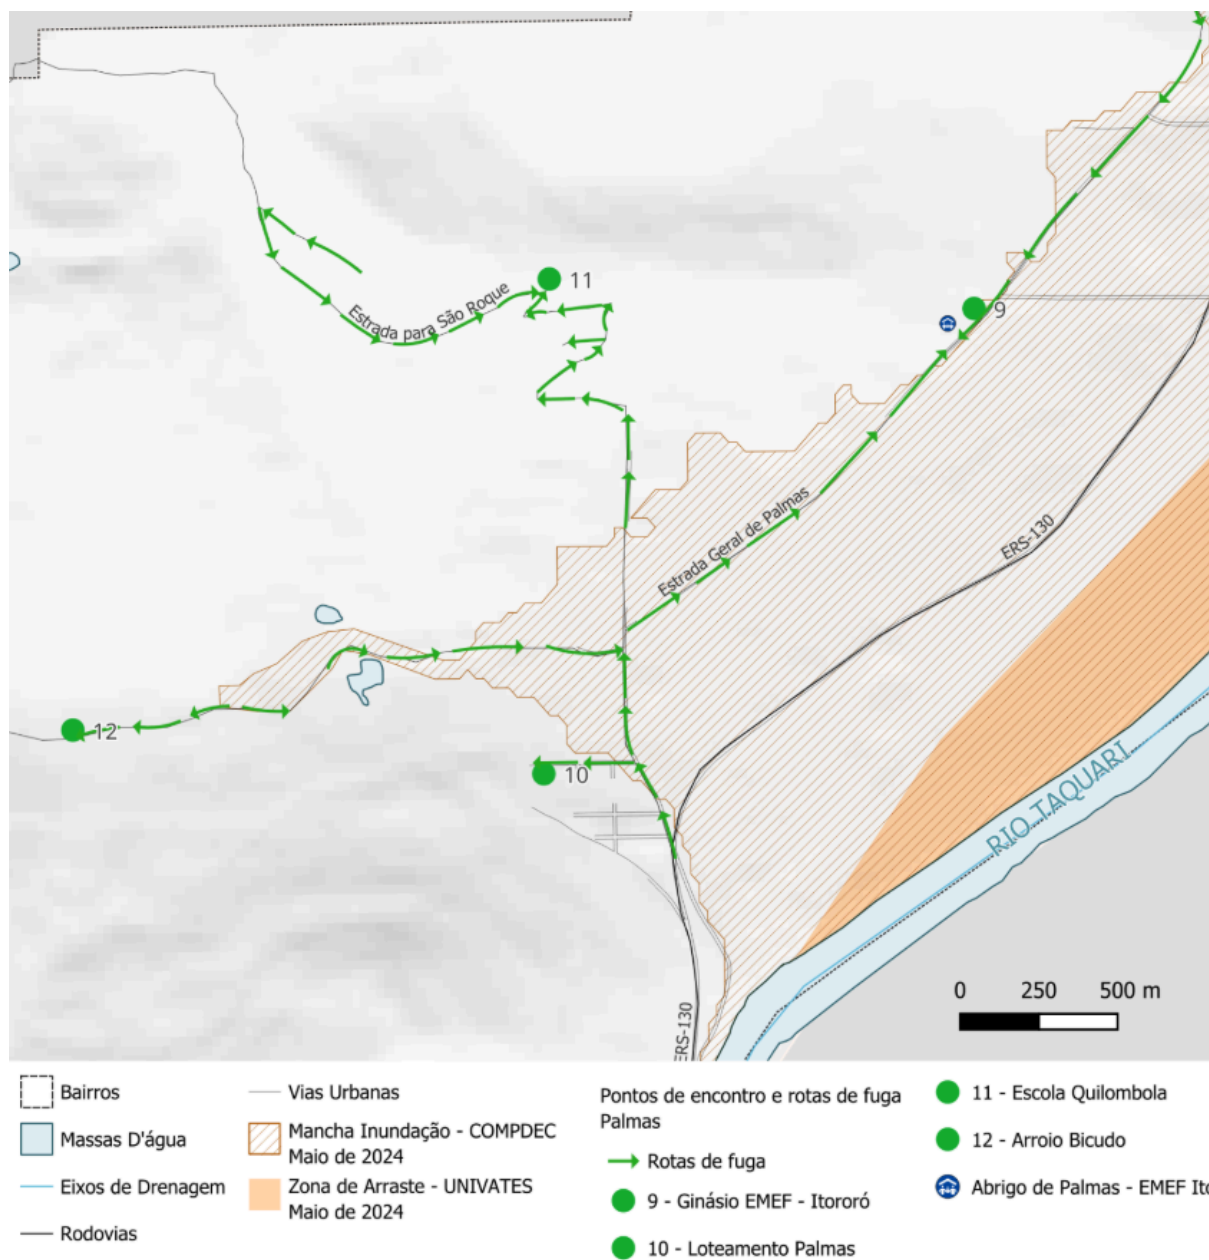 11
Estrada para São Roque
9
Estrada Geral de Palmas
ERS-130
12
10
RIO TAQUARI
ERS-130
0 250 500 m
Bairros
Massas D'água
Eixos de Drenagem
Rodovias
Vias Urbanas
Mancha Inundação - COMPDEC
Maio de 2024
Zona de Arraste - UNIVATES
Maio de 2024
Pontos de encontro e rotas de fuga
Palmas
Rotas de fuga
9 - Ginásio EMEF - Itororó
10 - Loteamento Palmas
11 - Escola Quilombola
12 - Arroio Bicudo
Abrigo de Palmas - EMEF Ito